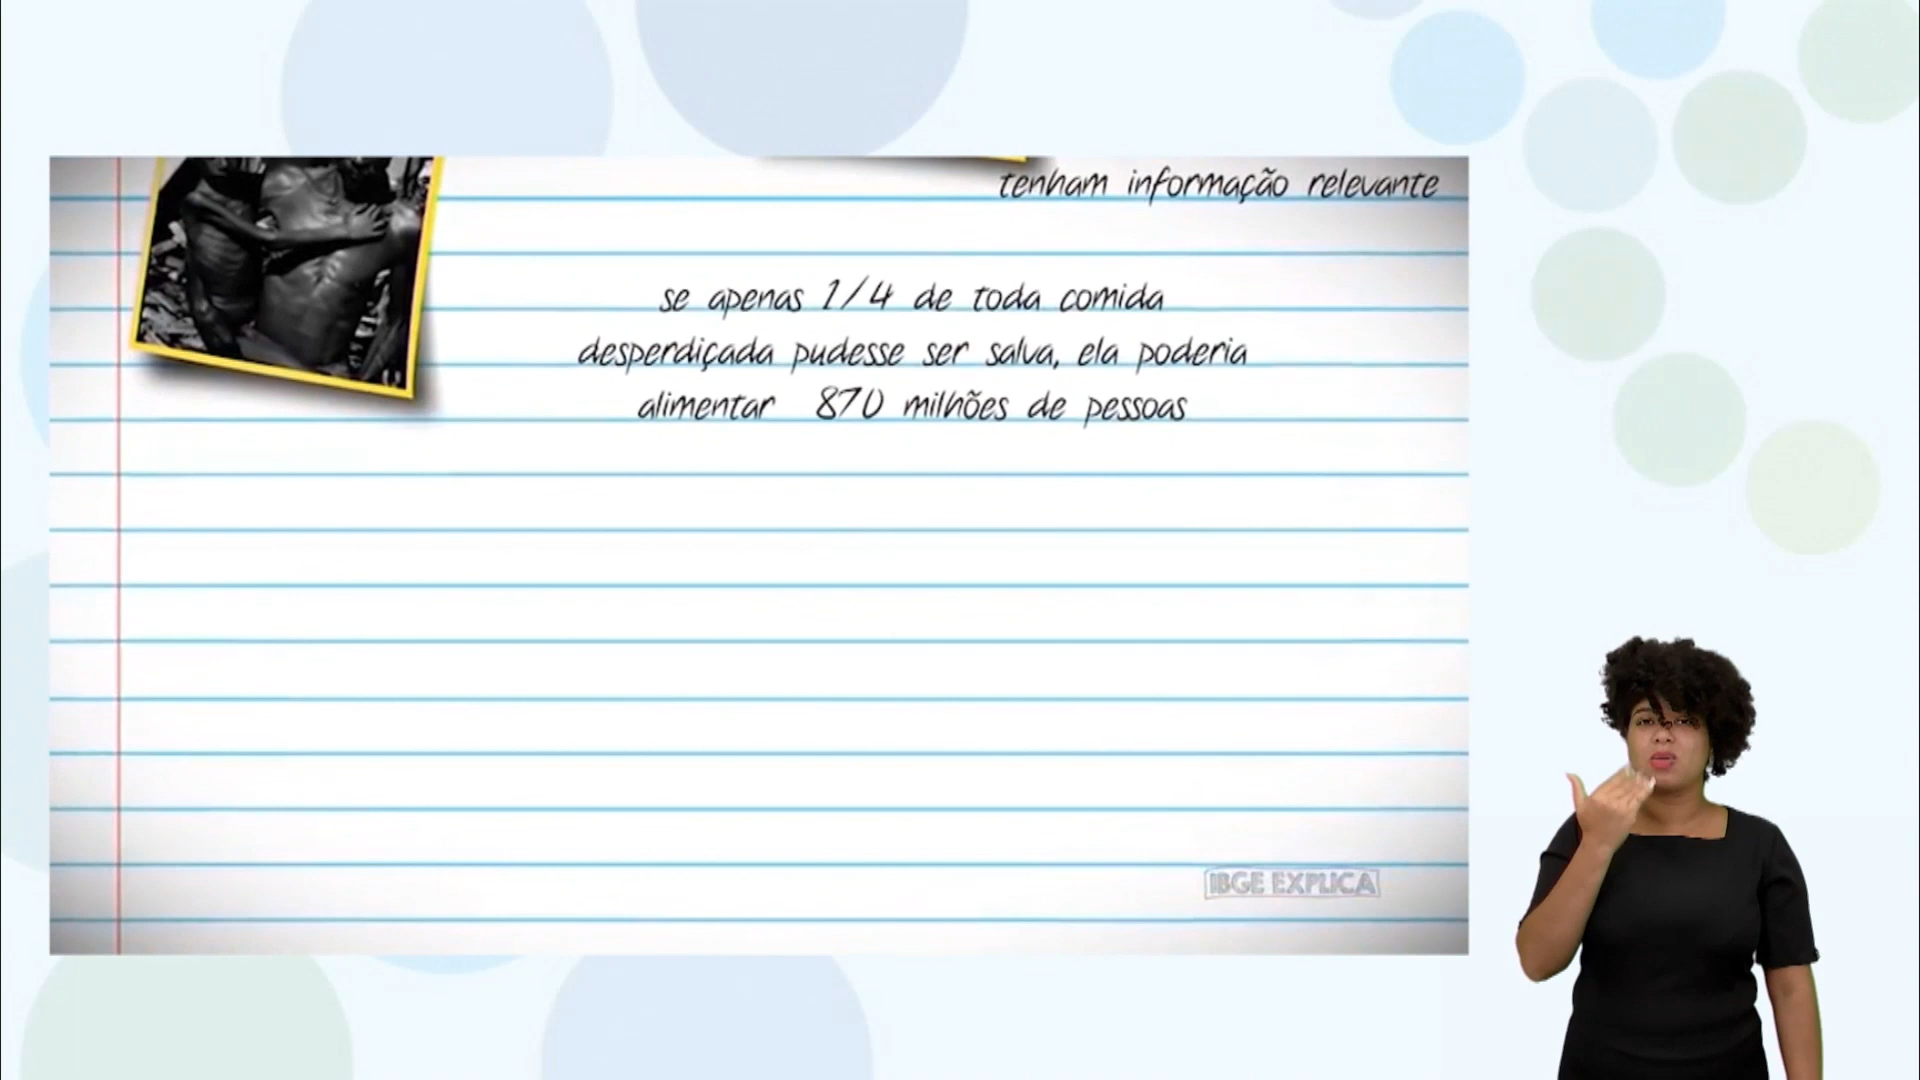 tenham informação relevante
se apenas 1/4 de toda comida
desperdiçada pudesse ser salva, ela poderia
alimentar 870 milhões de pessoas
IBGE EXPLICA